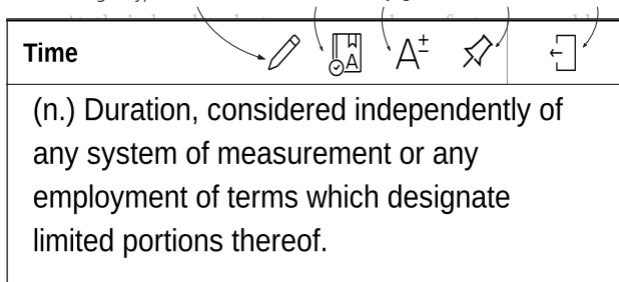 Time
A
A±
(n.) Duration, considered independently of
any system of measurement or any
employment of terms which designate
limited portions thereof.